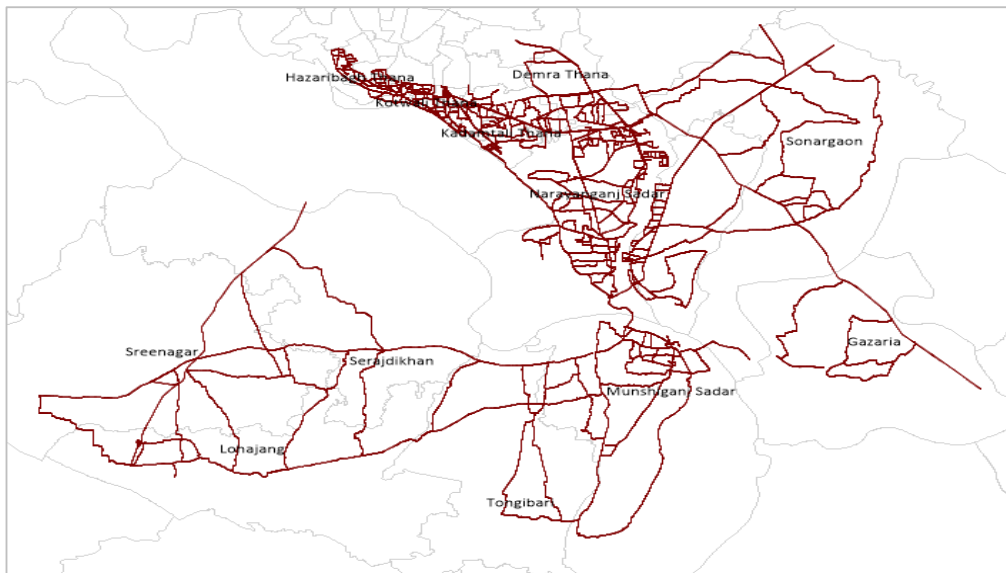 Demra Thana
Hazaribagh Thana
Kotwali Thana
Kadamtali Thana
Sonargaon
Narayanganj Sadar
Gazaria
Sreenagar
Serajdikhan
Munshiganj Sadar
Lohajang
Tongibari